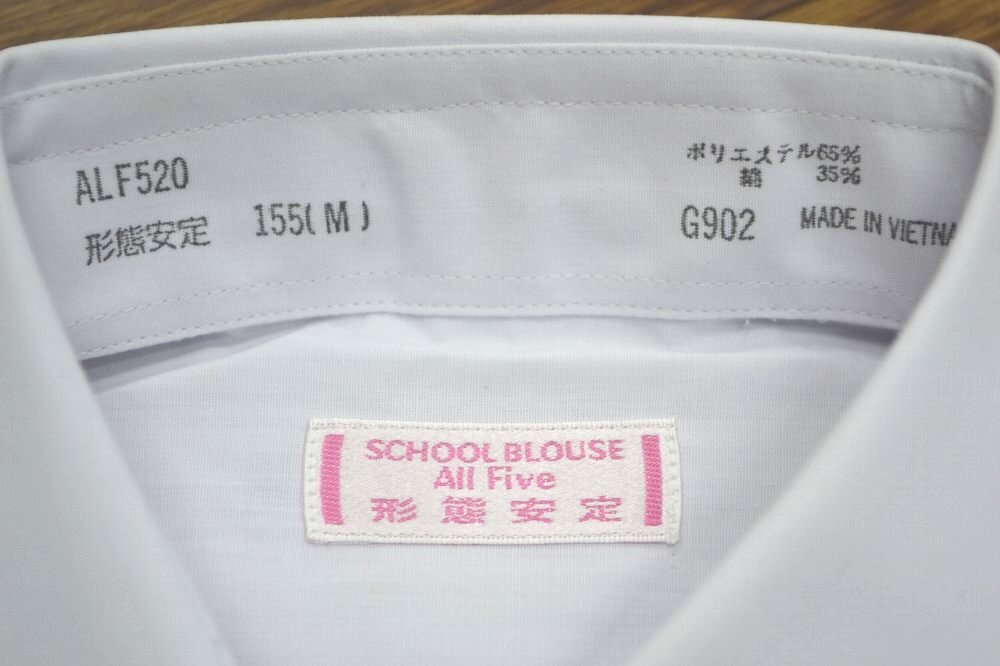 ALF520
形態安定 155(M)
ポリエステル65%
綿 35%
G902 MADE IN VIETNA
SCHOOL BLOUSE
All Five
形態安定